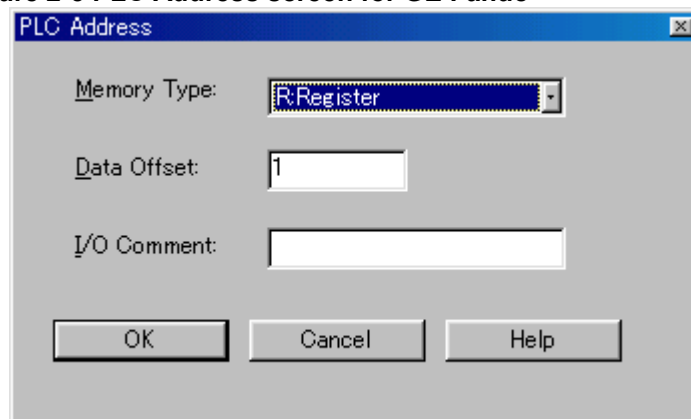 PLC Address
Memory Type: R:Register
Data Offset: 1
I/O Comment:
OK Cancel Help